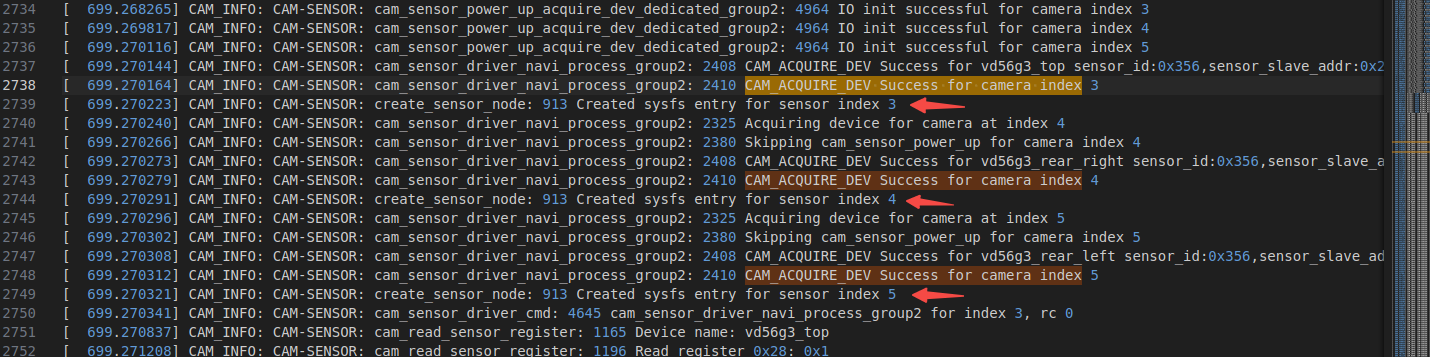 2734 [  699.268265] CAM_INFO: CAM-SENSOR: cam_sensor_power_up_acquire_dev_dedicated_group2: 4964 IO init successful for camera index 3
2735 [  699.269817] CAM_INFO: CAM-SENSOR: cam_sensor_power_up_acquire_dev_dedicated_group2: 4964 IO init successful for camera index 4
2736 [  699.270116] CAM_INFO: CAM-SENSOR: cam_sensor_power_up_acquire_dev_dedicated_group2: 4964 IO init successful for camera index 5
2737 [  699.270144] CAM_INFO: CAM-SENSOR: cam_sensor_driver_navi_process_group2: 2408 CAM_ACQUIRE_DEV Success for vd56g3_top sensor_id:0x356,sensor_slave_addr:0x2
2738 [  699.270164] CAM_INFO: CAM-SENSOR: cam_sensor_driver_navi_process_group2: 2410 CAM_ACQUIRE_DEV Success for camera index 3
2739 [  699.270223] CAM_INFO: CAM-SENSOR: create_sensor_node: 913 Created sysfs entry for sensor index 3
2740 [  699.270240] CAM_INFO: CAM-SENSOR: cam_sensor_driver_navi_process_group2: 2325 Acquiring device for camera at index 4
2741 [  699.270266] CAM_INFO: CAM-SENSOR: cam_sensor_driver_navi_process_group2: 2380 Skipping cam_sensor_power_up for camera index 4
2742 [  699.270273] CAM_INFO: CAM-SENSOR: cam_sensor_driver_navi_process_group2: 2408 CAM_ACQUIRE_DEV Success for vd56g3_rear_right sensor_id:0x356,sensor_slave_a
2743 [  699.270279] CAM_INFO: CAM-SENSOR: cam_sensor_driver_navi_process_group2: 2410 CAM_ACQUIRE_DEV Success for camera index 4
2744 [  699.270291] CAM_INFO: CAM-SENSOR: create_sensor_node: 913 Created sysfs entry for sensor index 4
2745 [  699.270296] CAM_INFO: CAM-SENSOR: cam_sensor_driver_navi_process_group2: 2325 Acquiring device for camera at index 5
2746 [  699.270302] CAM_INFO: CAM-SENSOR: cam_sensor_driver_navi_process_group2: 2380 Skipping cam_sensor_power_up for camera index 5
2747 [  699.270308] CAM_INFO: CAM-SENSOR: cam_sensor_driver_navi_process_group2: 2408 CAM_ACQUIRE_DEV Success for vd56g3_rear_left sensor_id:0x356,sensor_slave_ad
2748 [  699.270312] CAM_INFO: CAM-SENSOR: cam_sensor_driver_navi_process_group2: 2410 CAM_ACQUIRE_DEV Success for camera index 5
2749 [  699.270321] CAM_INFO: CAM-SENSOR: create_sensor_node: 913 Created sysfs entry for sensor index 5
2750 [  699.270341] CAM_INFO: CAM-SENSOR: cam_sensor_driver_cmd: 4645 cam_sensor_driver_navi_process_group2 for index 3, rc 0
2751 [  699.270837] CAM_INFO: CAM-SENSOR: cam_read_sensor_register: 1165 Device name: vd56g3_top
2752 [  699.271208] CAM_INFO: CAM-SENSOR: cam_read_sensor_register: 1196 Read register 0x28: 0x1